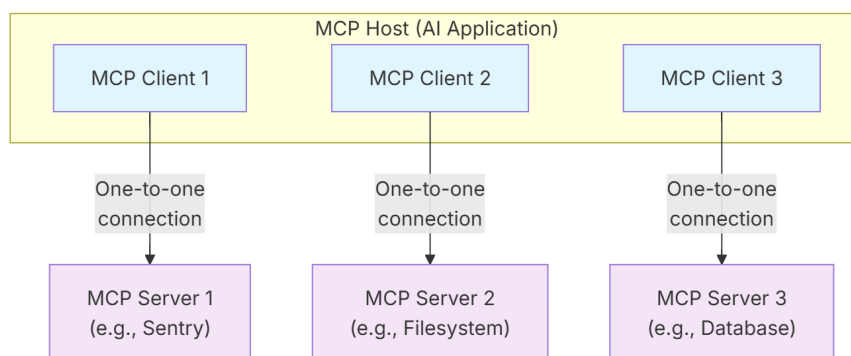 MCP Host (AI Application)
MCP Client 1
MCP Client 2
MCP Client 3
One-to-one
connection
One-to-one
connection
One-to-one
connection
MCP Server 1
(e.g., Sentry)
MCP Server 2
(e.g., Filesystem)
MCP Server 3
(e.g., Database)